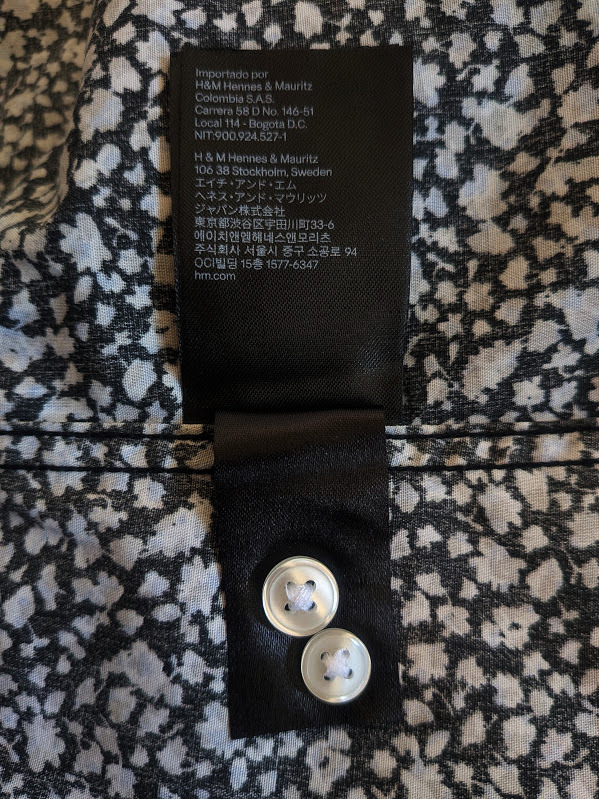 Importado por
H&M Hennes & Mauritz
Colombia S.A.S.
Carrera 58 D No. 146-51
Local 114 - Bogota D.C.
NIT:900.924.527-1
H & M Hennes & Mauritz
106 38 Stockholm, Sweden
エイチ・アンド・エム
ヘネス・アンド・マウリッツ
ジャパン株式会社
東京都渋谷区宇田川町33-6
에이치앤엠헤네스앤모리츠
주식회사 서울시 중구 소공로 94
OCI빌딩 15층 1577-6347
hm.com